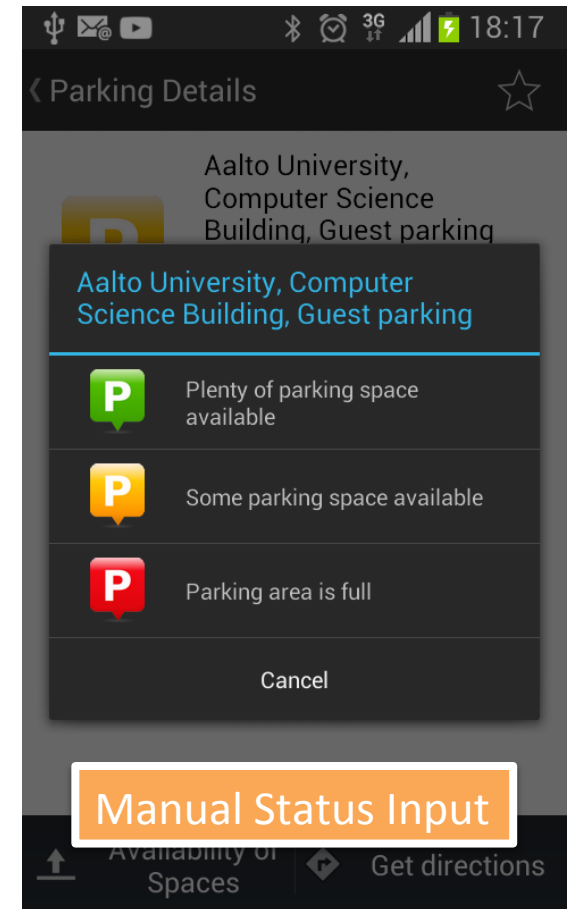 3G
18:17
Parking Details
Aalto University,
Computer Science
Building, Guest parking
P
Aalto University, Computer
Science Building, Guest parking
P
Plenty of parking space
available
P
Some parking space available
P
Parking area is full
Cancel
Manual Status Input
Availability of
Spaces
Get directions